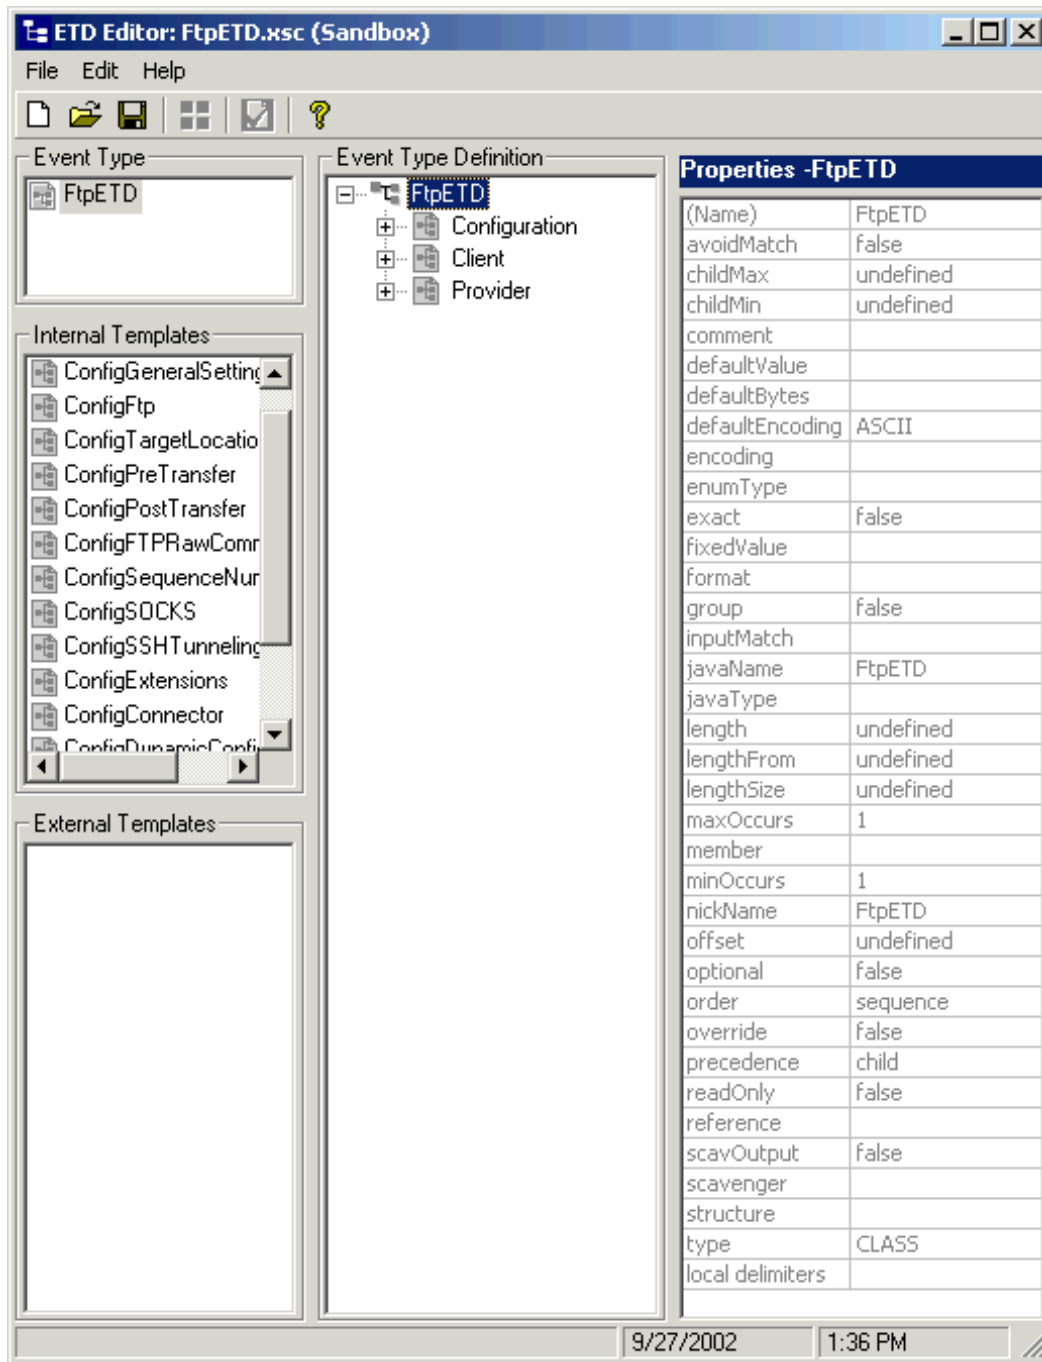 ETD Editor: FtpETD.xsc (Sandbox)
File Edit Help
Event Type
FtpETD
Internal Templates
ConfigGeneralSetting
ConfigFtp
ConfigTargetLocatio
ConfigPreTransfer
ConfigPostTransfer
ConfigFTPRawComr
ConfigSequenceNur
ConfigSOCKS
ConfigSSHTunneling
ConfigExtensions
ConfigConnector
ConfigDynamicConfi
External Templates
Event Type Definition
FtpETD
Configuration
Client
Provider
Properties -FtpETD
(Name) FtpETD
avoidMatch false
childMax undefined
childMin undefined
comment
defaultValue
defaultBytes
defaultEncoding ASCII
encoding
enumType
exact false
fixedValue
format
group false
inputMatch
javaName FtpETD
javaType
length undefined
lengthFrom undefined
lengthSize undefined
maxOccurs 1
member
minOccurs 1
nickName FtpETD
offset undefined
optional false
order sequence
override false
precedence child
readOnly false
reference
scavOutput false
scavenger
structure
type CLASS
local delimiters
9/27/2002 1:36 PM